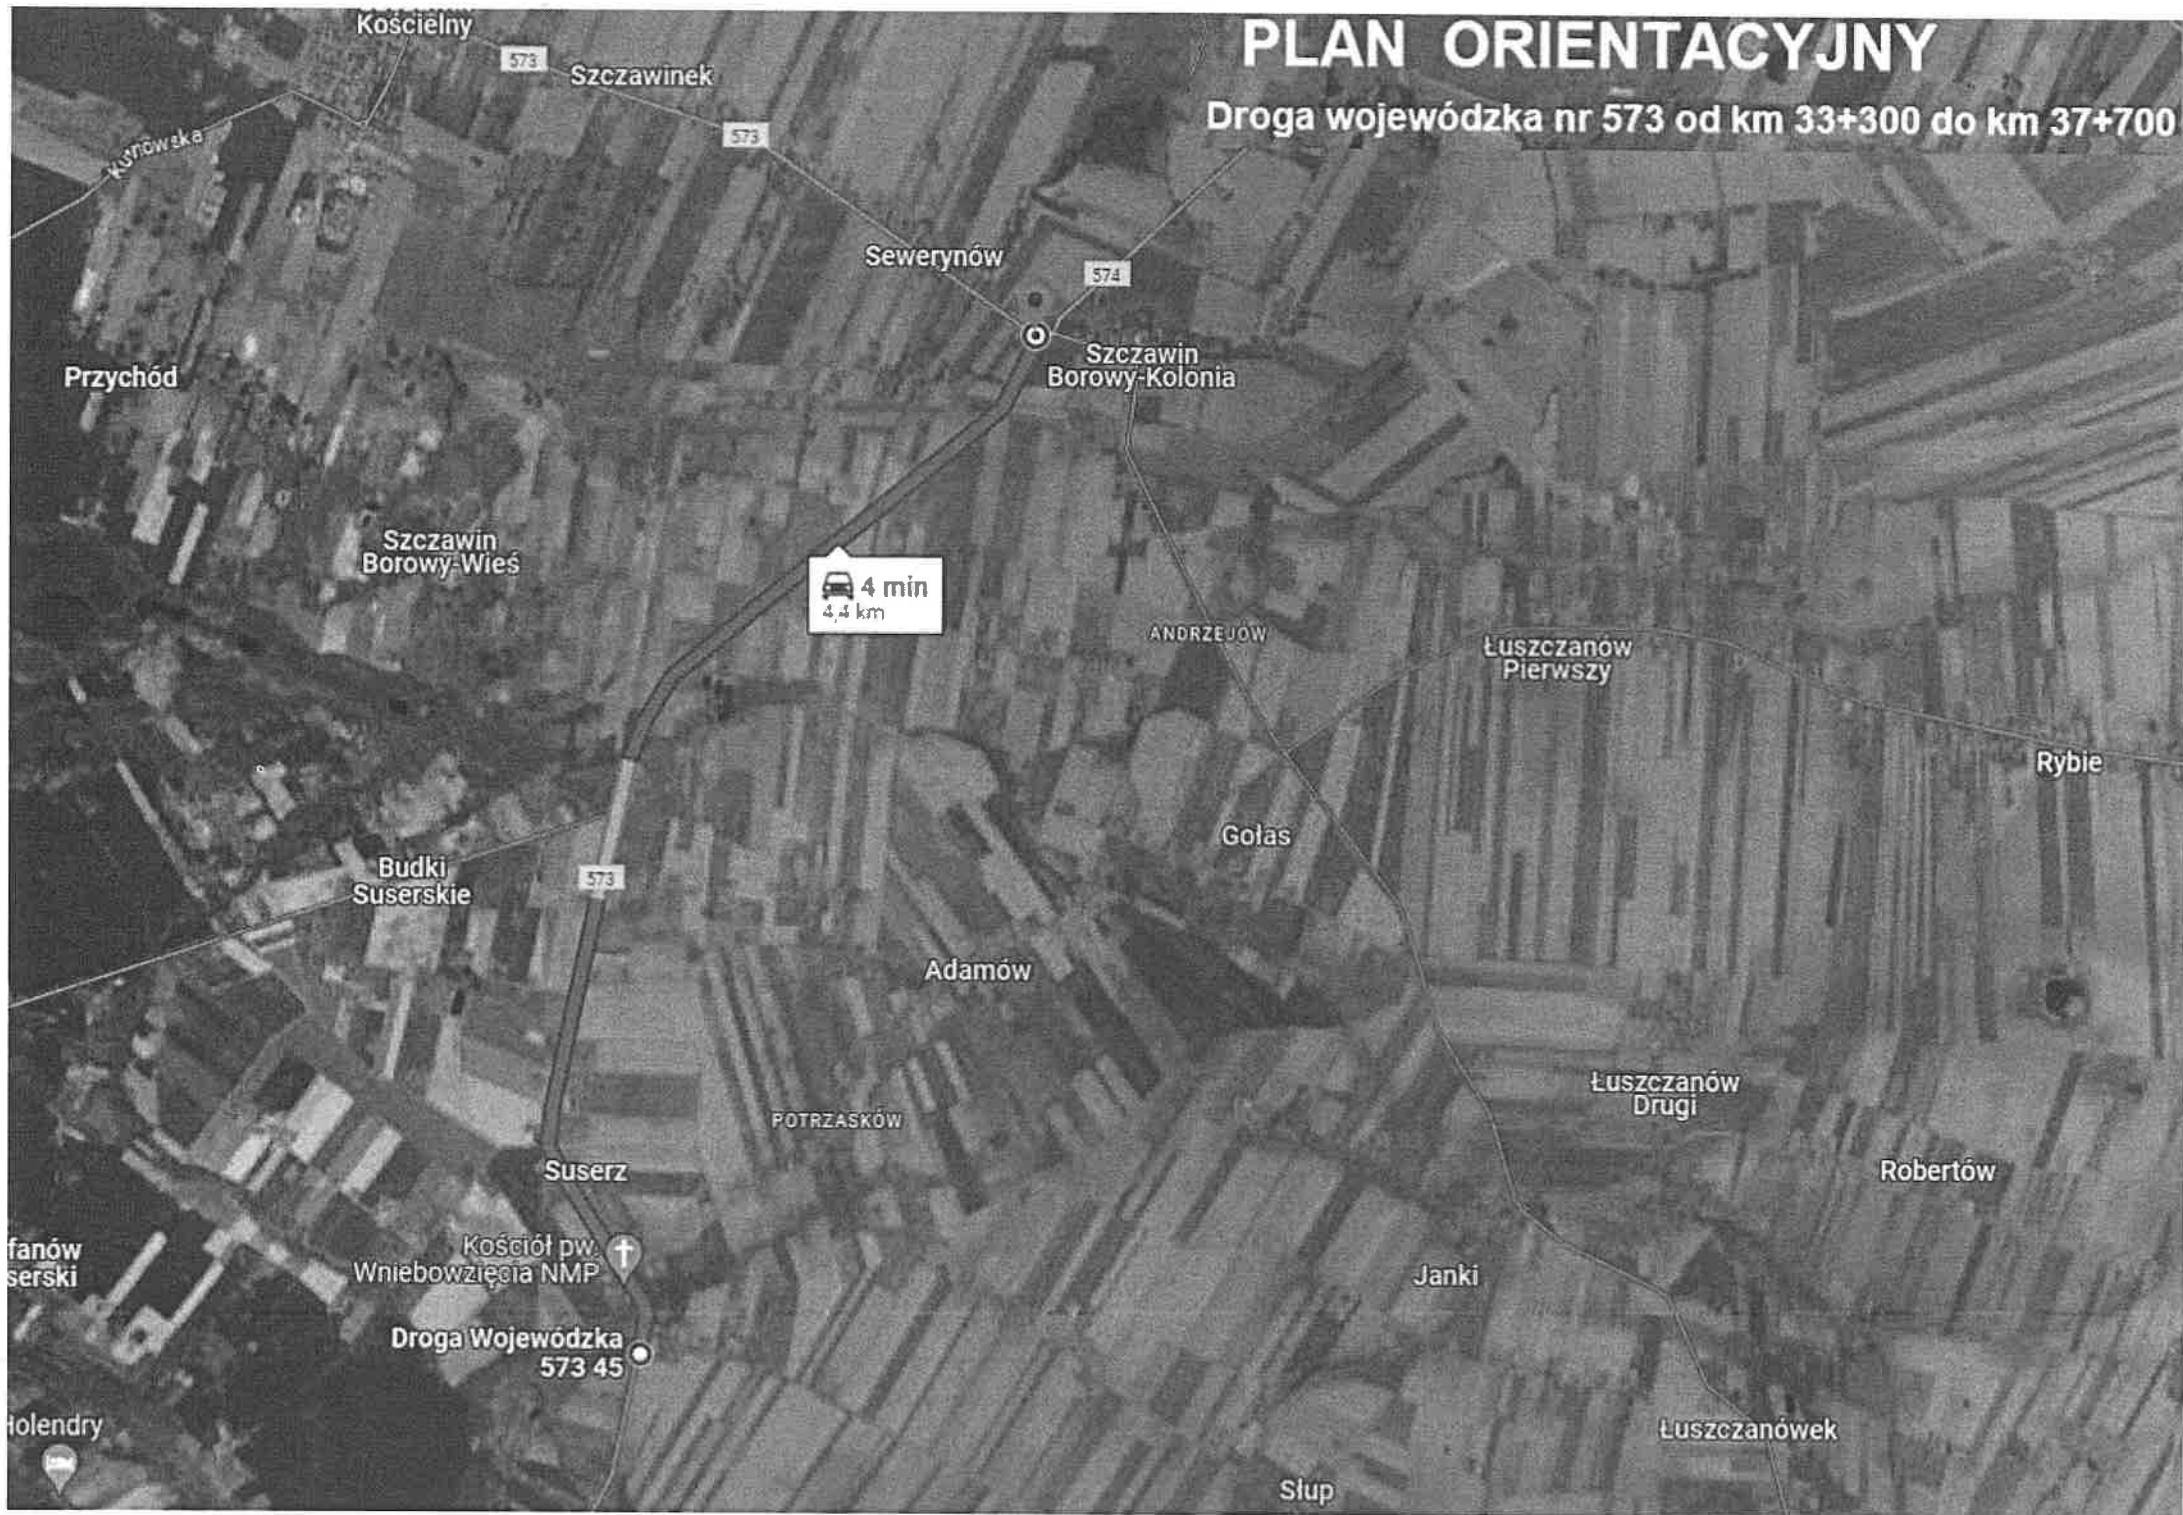 Kościelny
573
Szczawinek
PLAN ORIENTACYJNY
Droga wojewódzka nr 573 od km 33+300 do km 37+700
573
Sewerynów
574
Szczawin
Borowy-Kolonia
Przychód
Szczawin
Borowy-Wieś
4 min
4,4 km
ANDRZEJÓW
Łuszczanów
Pierwszy
Rybie
Gołas
Budki
Suserskie
573
Adamów
Łuszczanów
Drugi
POTRZASKÓW
Suserz
Robertów
fanów
serski
Kościół pw.
Wniebowzięcia NMP
Janki
Droga Wojewódzka
573 45
Holendry
Łuszczanówek
Słup